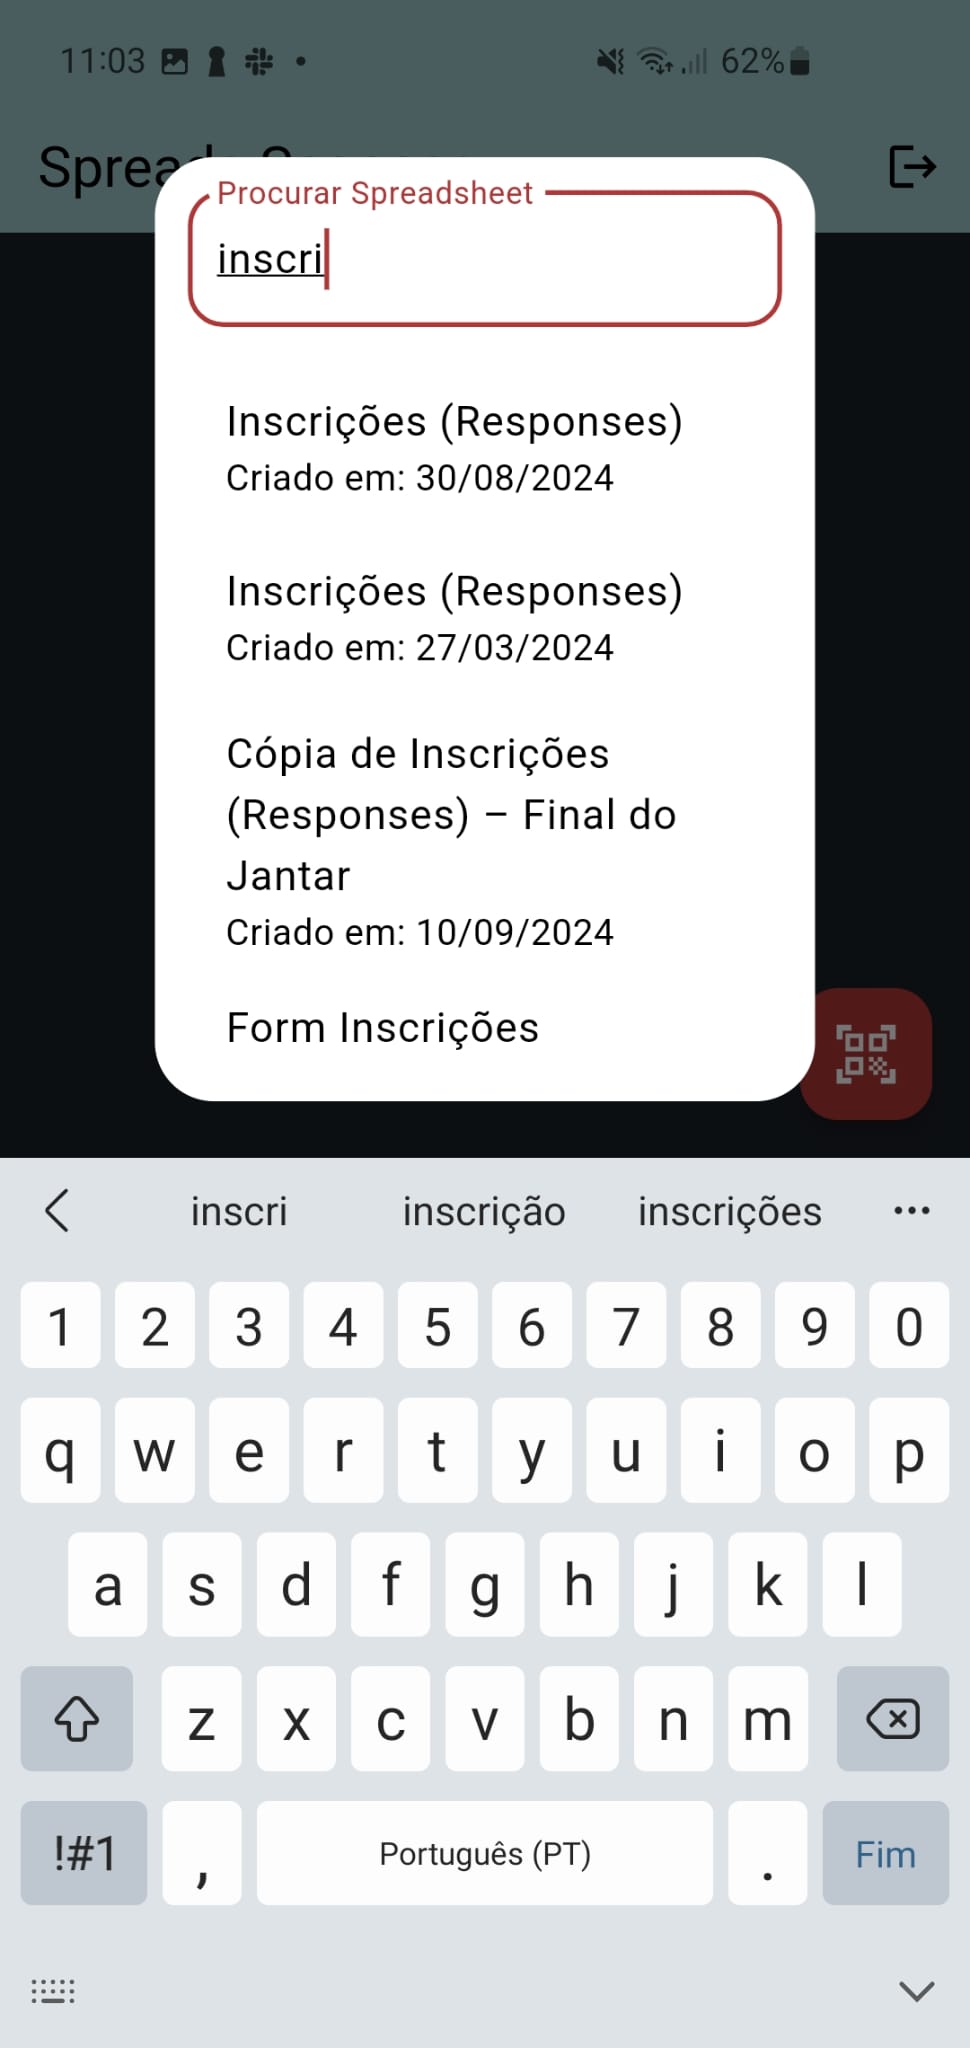 11:03
62%
Procurar Spreadsheet
inscri
Inscrições (Responses)
Criado em: 30/08/2024
Inscrições (Responses)
Criado em: 27/03/2024
Cópia de Inscrições
(Responses) – Final do
Jantar
Criado em: 10/09/2024
Form Inscrições
inscri inscrição inscrições ...
1 2 3 4 5 6 7 8 9 0
q w e r t y u i o p
a s d f g h j k l
z x c v b n m
!#1 , Português (PT) . Fim